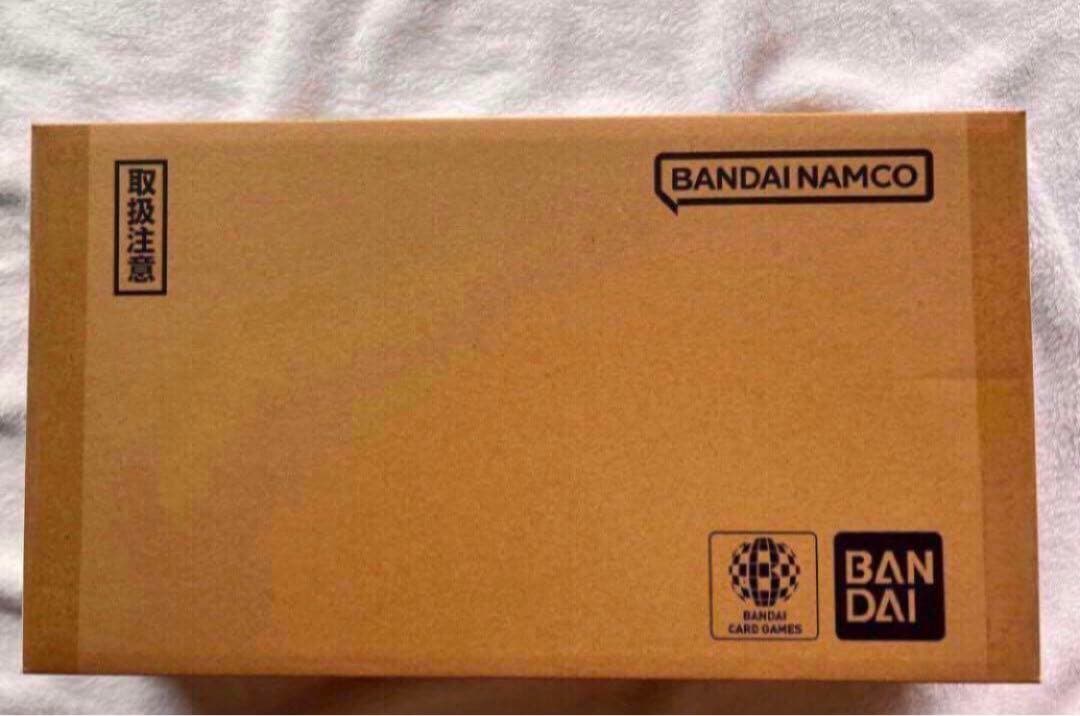 取扱注意
BANDAI NAMCO
BANDAI
CARD GAMES
BAN
DAI